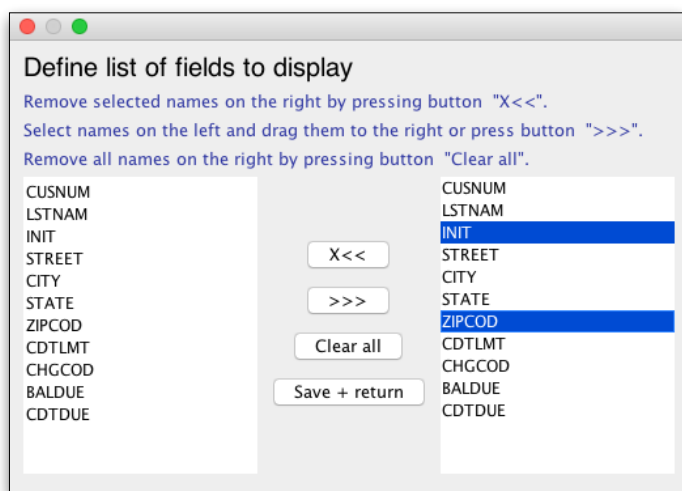 Define list of fields to display
Remove selected names on the right by pressing button "X<<".
Select names on the left and drag them to the right or press button ">>>".
Remove all names on the right by pressing button "Clear all".
CUSNUM
LSTNAM
INIT
STREET
CITY
STATE
ZIPCOD
CDTLMT
CHGCOD
BALDUE
CDTDUE
X<<
>>>
Clear all
Save + return
CUSNUM
LSTNAM
INIT
STREET
CITY
STATE
ZIPCOD
CDTLMT
CHGCOD
BALDUE
CDTDUE